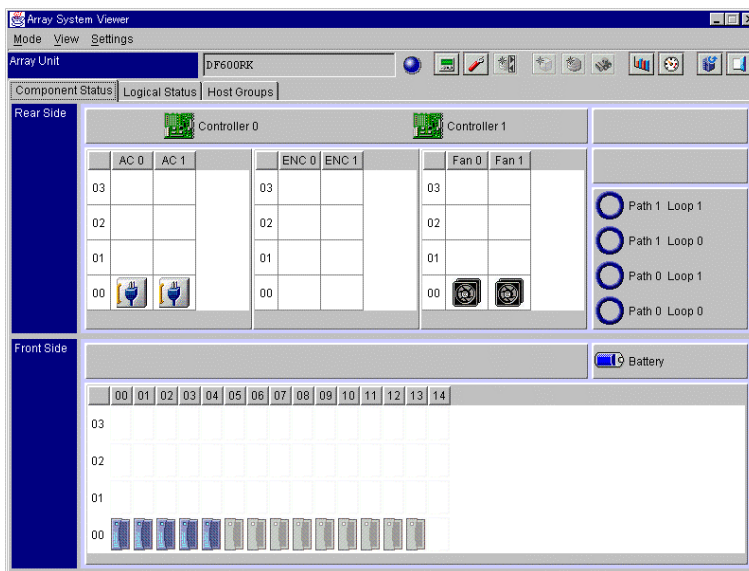 Array System Viewer
Mode View Settings
Array Unit DF600RK
Component Status Logical Status Host Groups
Rear Side Controller 0 Controller 1
AC 0 AC 1 ENC 0 ENC 1 Fan 0 Fan 1
03 03 03
02 02 02
01 01 01
00 00 00
Path 1 Loop 1
Path 1 Loop 0
Path 0 Loop 1
Path 0 Loop 0
Front Side Battery
00 01 02 03 04 05 06 07 08 09 10 11 12 13 14
03
02
01
00